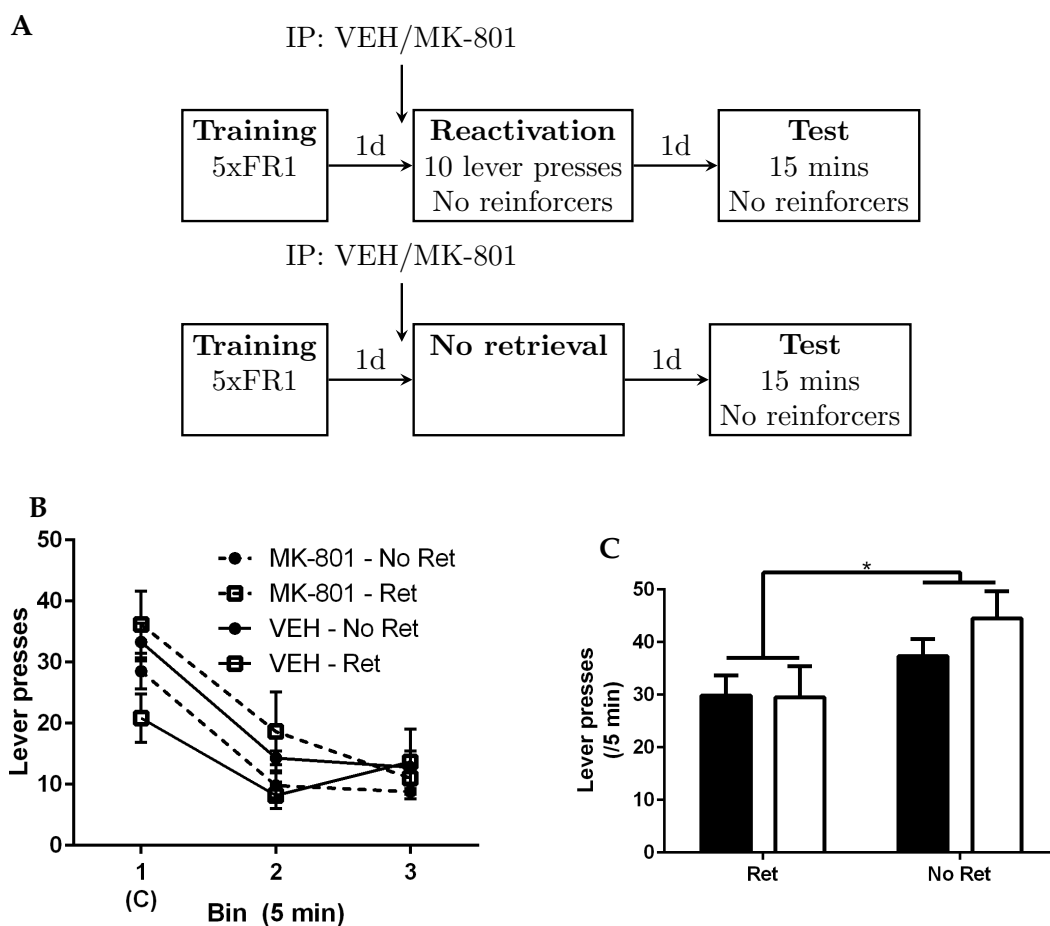 A
IP: VEH/MK-801
Training
5xFR1
1d
Reactivation
10 lever presses
No reinforcers
1d
Test
15 mins
No reinforcers
IP: VEH/MK-801
Training
5xFR1
1d
No retrieval
1d
Test
15 mins
No reinforcers
B
Lever presses
50
40
30
20
10
0
MK-801 - No Ret
MK-801 - Ret
VEH - No Ret
VEH - Ret
1
2
3
(C)
Bin (5 min)
C
Lever presses
(/5 min)
50
40
30
20
10
0
*
Ret
No Ret